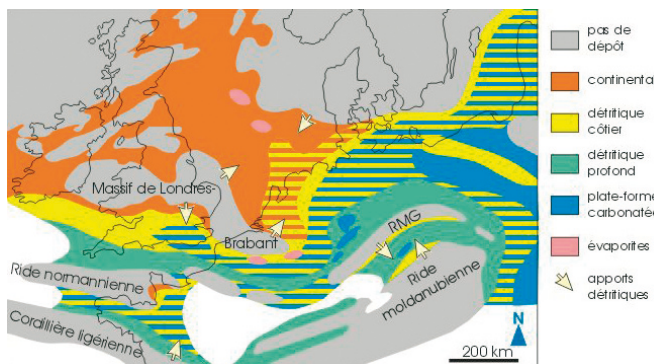 Massif de Londres-
Brabant
RMG
Ride normannienne
Ride
moldanubienne
Cordillière ligérienne
N
200 km
pas de
dépôt
continental
détritique
côtier
détritique
profond
plate-forme
carbonatée
évaporites
apports
détritiques